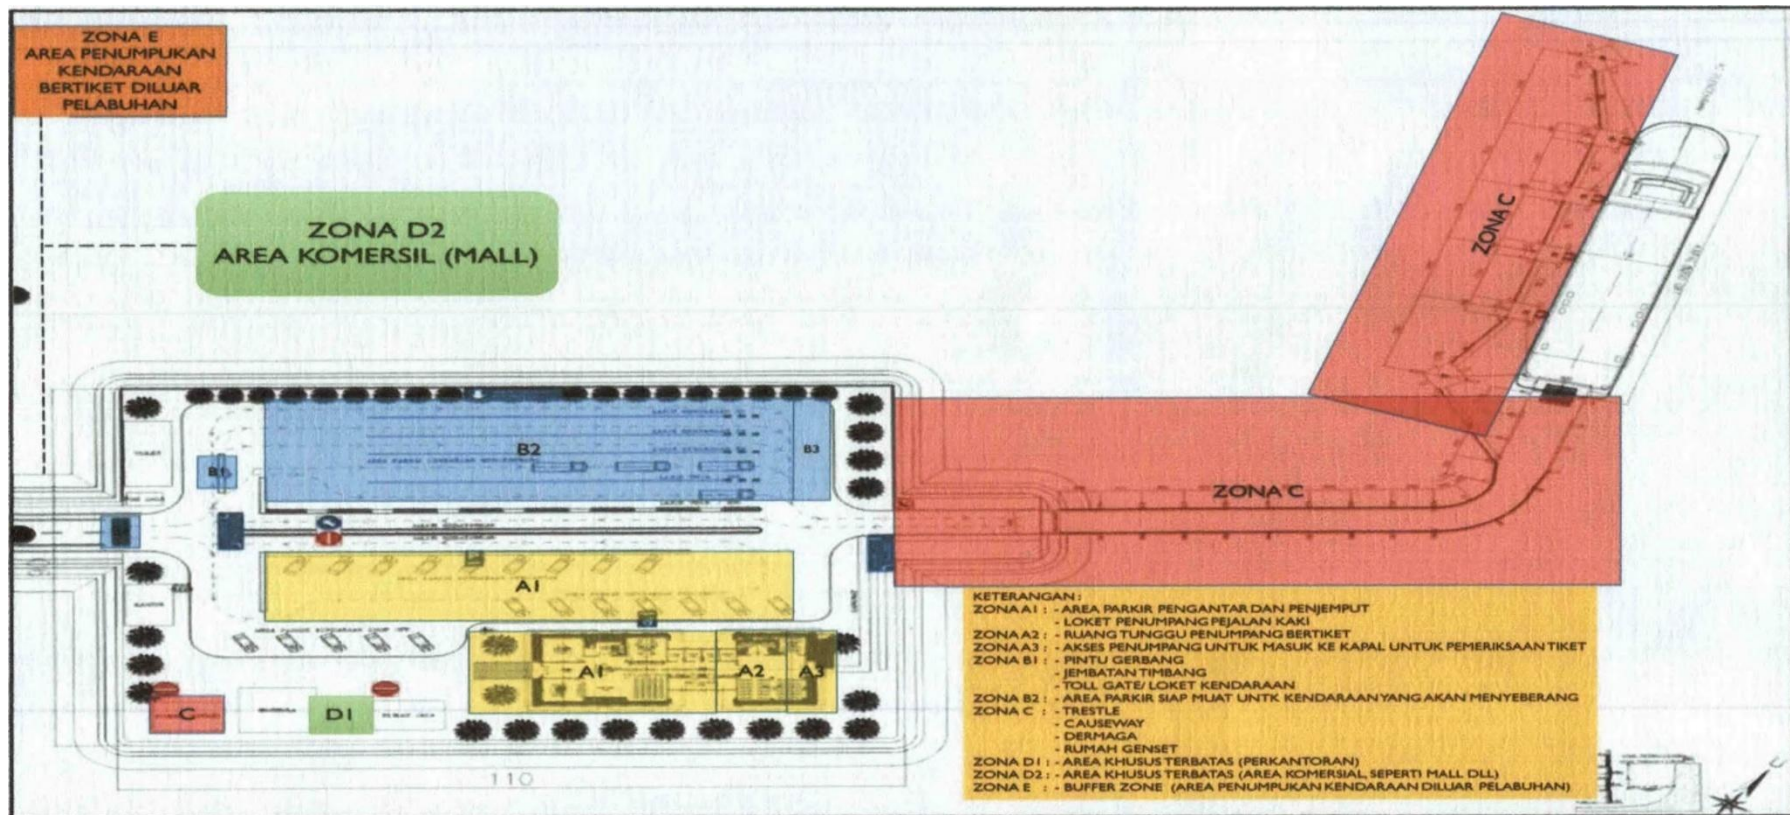 ZONA E
AREA PENUMPUKAN
KENDARAAN
BERTIKET DILUAR
PELABUHAN
ZONA D2
AREA KOMERSIL (MALL)
ZONA C
B2
B3
B1
ZONA C
A1
A1
A2
A3
C
D1
110
KETERANGAN :
ZONA A1 : - AREA PARKIR PENGANTAR DAN PENJEMPUT
- LOKET PENUMPANG PEJALAN KAKI
ZONA A2 : - RUANG TUNGGU PENUMPANG BERTIKET
ZONA A3 : - AKSES PENUMPANG UNTUK MASUK KE KAPAL UNTUK PEMERIKSAAN TIKET
ZONA B1 : - PINTU GERBANG
- JEMBATAN TIMBANG
- TOLL GATE/ LOKET KENDARAAN
ZONA B2 : - AREA PARKIR SIAP MUAT UNTK KENDARAAN YANG AKAN MENYEBERANG
ZONA C : - TRESTLE
- CAUSEWAY
- DERMAGA
- RUMAH GENSET
ZONA D1 : - AREA KHUSUS TERBATAS (PERKANTORAN)
ZONA D2 : - AREA KHUSUS TERBATAS (AREA KOMERSIAL, SEPERTI MALL DLL)
ZONA E : - BUFFER ZONE (AREA PENUMPUKAN KENDARAAN DILUAR PELABUHAN)